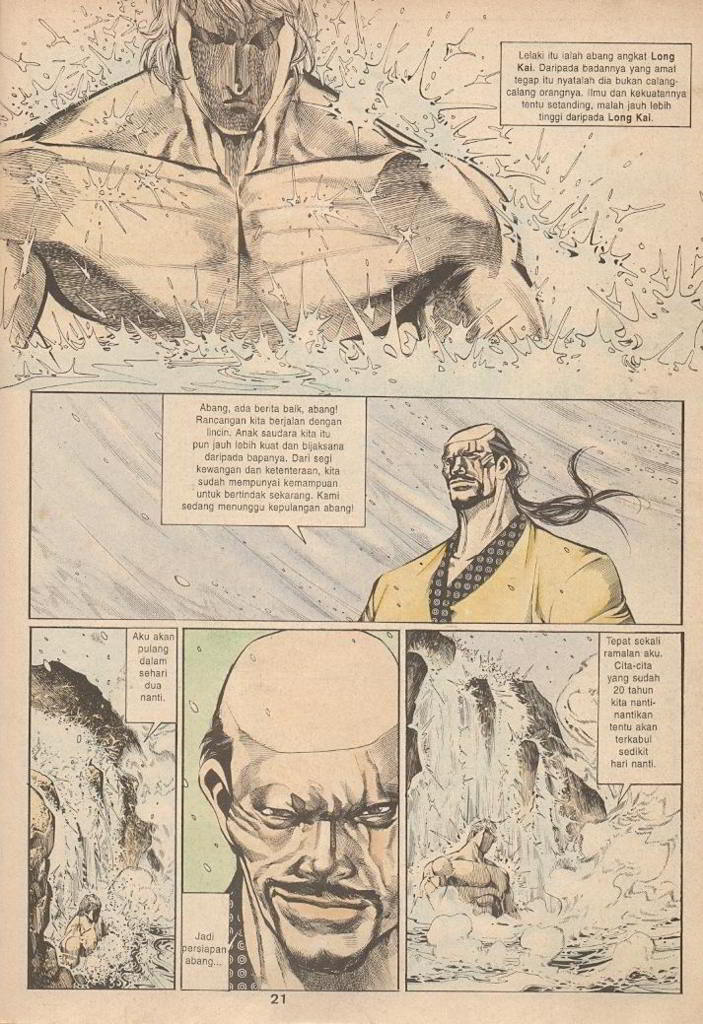 Lelaki itu ialah abang angkat Long
Kai. Daripada badannya yang amat
tegap itu nyatalah dia bukan calang-
calang orangnya. Ilmu dan kekuatannya
tentu setanding, malah jauh lebih
tinggi daripada Long Kai.
Abang, ada berita baik, abang!
Rancangan kita berjalan dengan
lincin. Anak saudara kita itu
pun jauh lebih kuat dan bijaksana
daripada bapanya. Dari segi
kewangan dan ketenteraan, kita
sudah mempunyai kemampuan
untuk bertindak sekarang. Kami
sedang menunggu kepulangan abang!
Aku akan
pulang
dalam
sehari
dua
nanti.
Jadi
persiapan
abang...
Tepat sekali
ramalan aku.
Cita-cita
yang sudah
20 tahun
kita nanti-
nantikan
tentu akan
terkabul
sedikit
hari nanti.
21